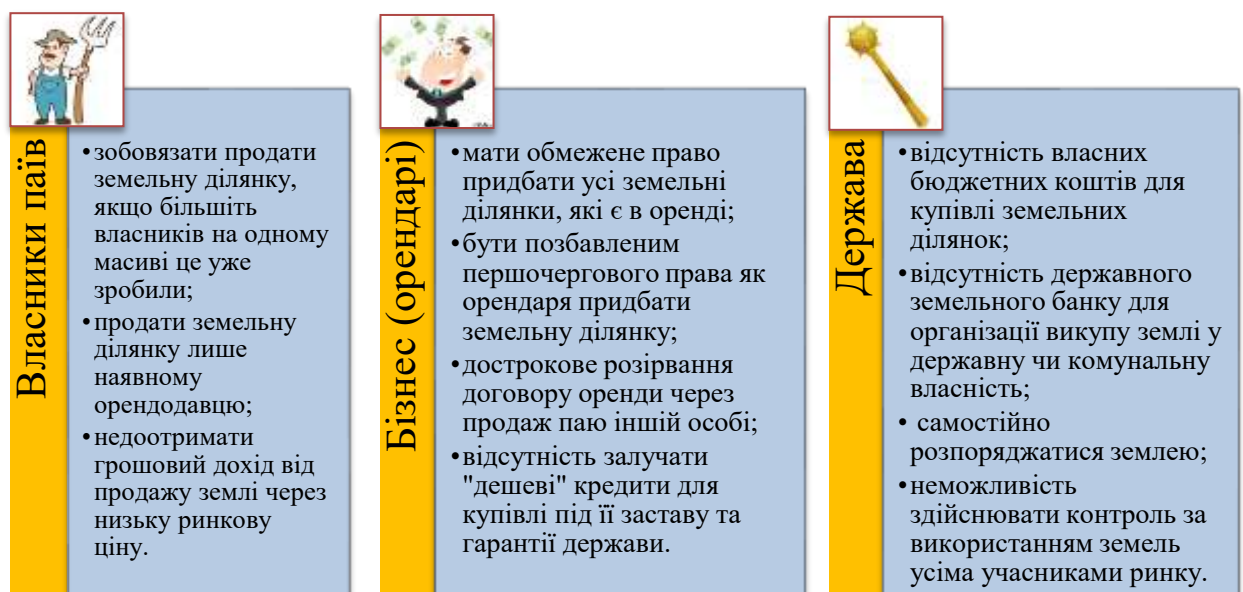 Власники паїв
•зобовязати продати
земельну ділянку,
якщо більшіть
власників на одному
масиві це уже
зробили;
•продати земельну
ділянку лише
наявному
орендодавцю;
•недоотримати
грошовий дохід від
продажу землі через
низьку ринкову
ціну.
Бізнес (орендарі)
•мати обмежене право
придбати усі земельні
ділянки, які є в оренді;
•бути позбавленим
першочергового права як
орендаря придбати
земельну ділянку;
•дострокове розірвання
договору оренди через
продаж паю іншій особі;
•відсутність залучати
"дешеві" кредити для
купівлі під її заставу та
гарантії держави.
Держава
•відсутність власних
бюджетних коштів для
купівлі земельних
ділянок;
•відсутність державного
земельного банку для
організації викупу землі у
державну чи комунальну
власність;
• самостійно
розпоряджатися землею;
•неможливість
здійснювати контроль за
використанням земель
усіма учасниками ринку.